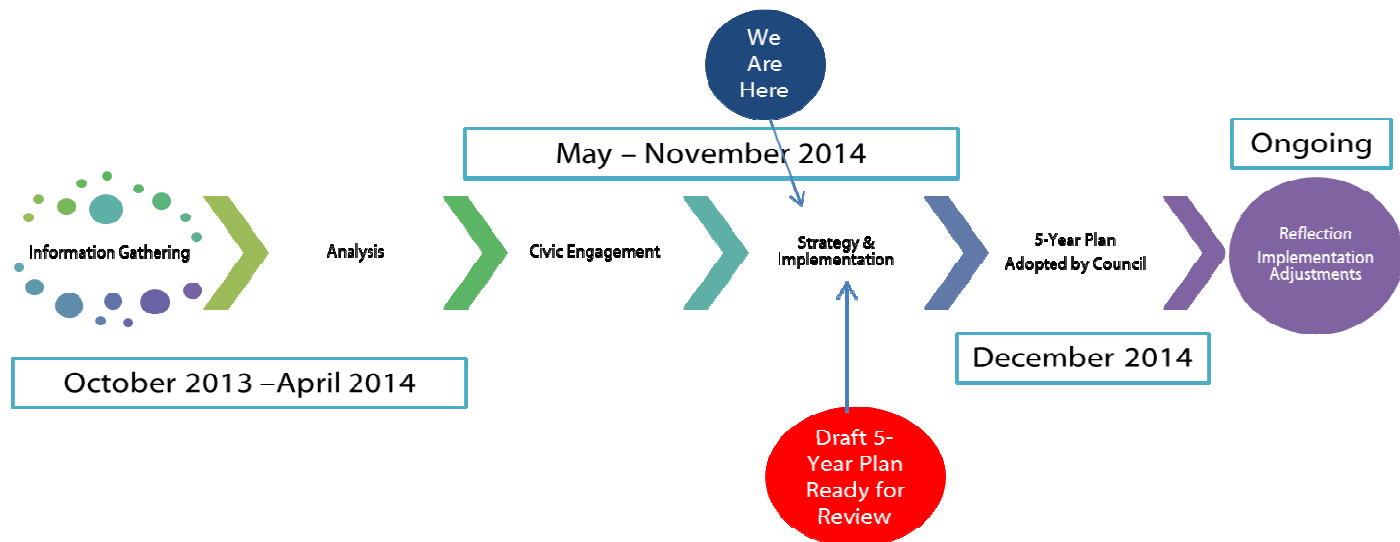 We
Are
Here
May – November 2014
Ongoing
Information Gathering
Analysis
Civic Engagement
Strategy &
Implementation
5-Year Plan
Adopted by Council
Reflection
Implementation
Adjustments
October 2013 –April 2014
December 2014
Draft 5-
Year Plan
Ready for
Review